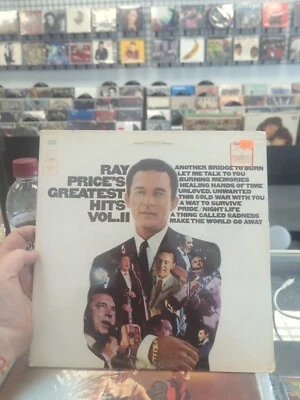 RAY
PRICE'S
GREATEST
HITS
VOL.II
ANOTHER BRIDGE TO BURN
LET ME TALK TO YOU
BURNING MEMORIES
HEALING HANDS OF TIME
UNLOVED, UNWANTED
THIS COLD WAR WITH YOU
A WAY TO SURVIVE
PRIDE/NIGHT LIFE
A THING CALLED SADNESS
MAKE THE WORLD GO AWAY